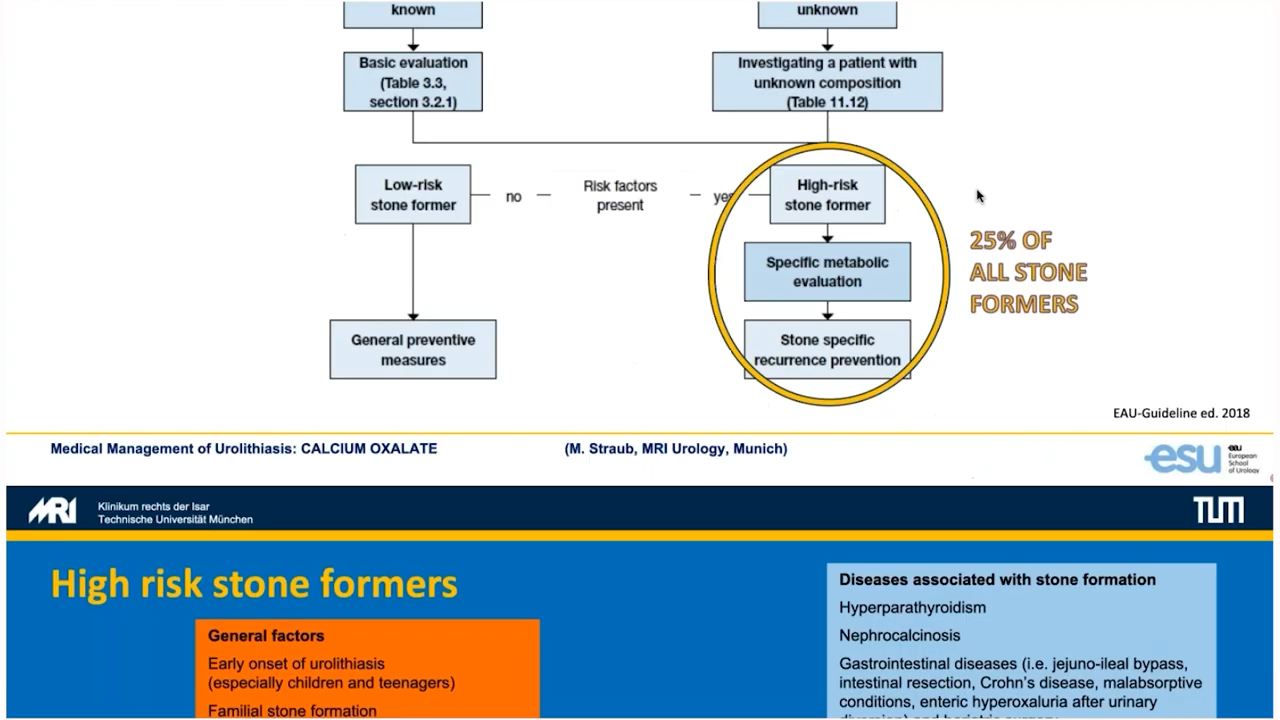 known
unknown
Basic evaluation
(Table 3.3,
section 3.2.1)
Investigating a patient with
unknown composition
(Table 11.12)
Low-risk
stone former
no
Risk factors
present
yes
High-risk
stone former
Specific metabolic
evaluation
25% OF
ALL STONE
FORMERS
General preventive
measures
Stone specific
recurrence prevention
EAU-Guideline ed. 2018
Medical Management of Urolithiasis: CALCIUM OXALATE
(M. Straub, MRI Urology, Munich)
esu
eau
European
School
of Urology
MRI
Klinikum rechts der Isar
Technische Universität München
TUM
High risk stone formers
General factors
Early onset of urolithiasis
(especially children and teenagers)
Familial stone formation
Diseases associated with stone formation
Hyperparathyroidism
Nephrocalcinosis
Gastrointestinal diseases (i.e. jejuno-ileal bypass,
intestinal resection, Crohn's disease, malabsorptive
conditions, enteric hyperoxaluria after urinary